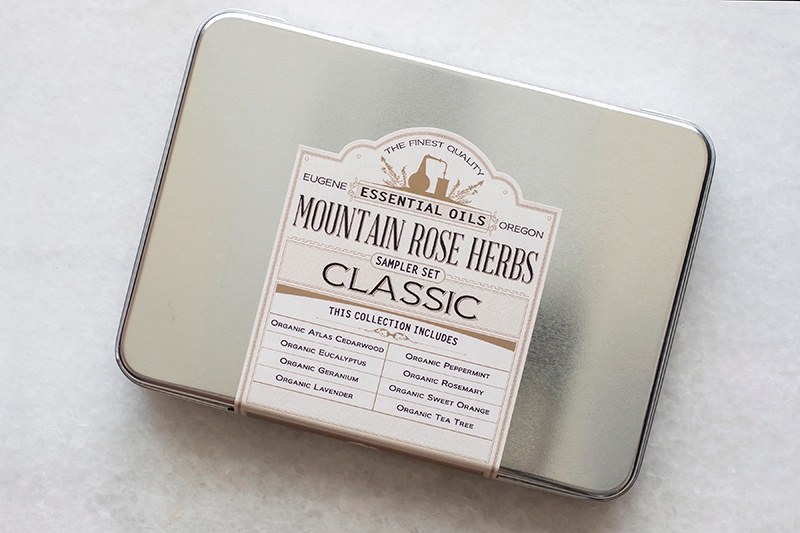 THE FINEST QUALITY
EUGENE
OREGON
ESSENTIAL OILS
MOUNTAIN ROSE HERBS
SAMPLER SET
CLASSIC
THIS COLLECTION INCLUDES
ORGANIC ATLAS CEDARWOOD
ORGANIC EUCALYPTUS
ORGANIC GERANIUM
ORGANIC LAVENDER
ORGANIC PEPPERMINT
ORGANIC ROSEMARY
ORGANIC SWEET ORANGE
ORGANIC TEA TREE